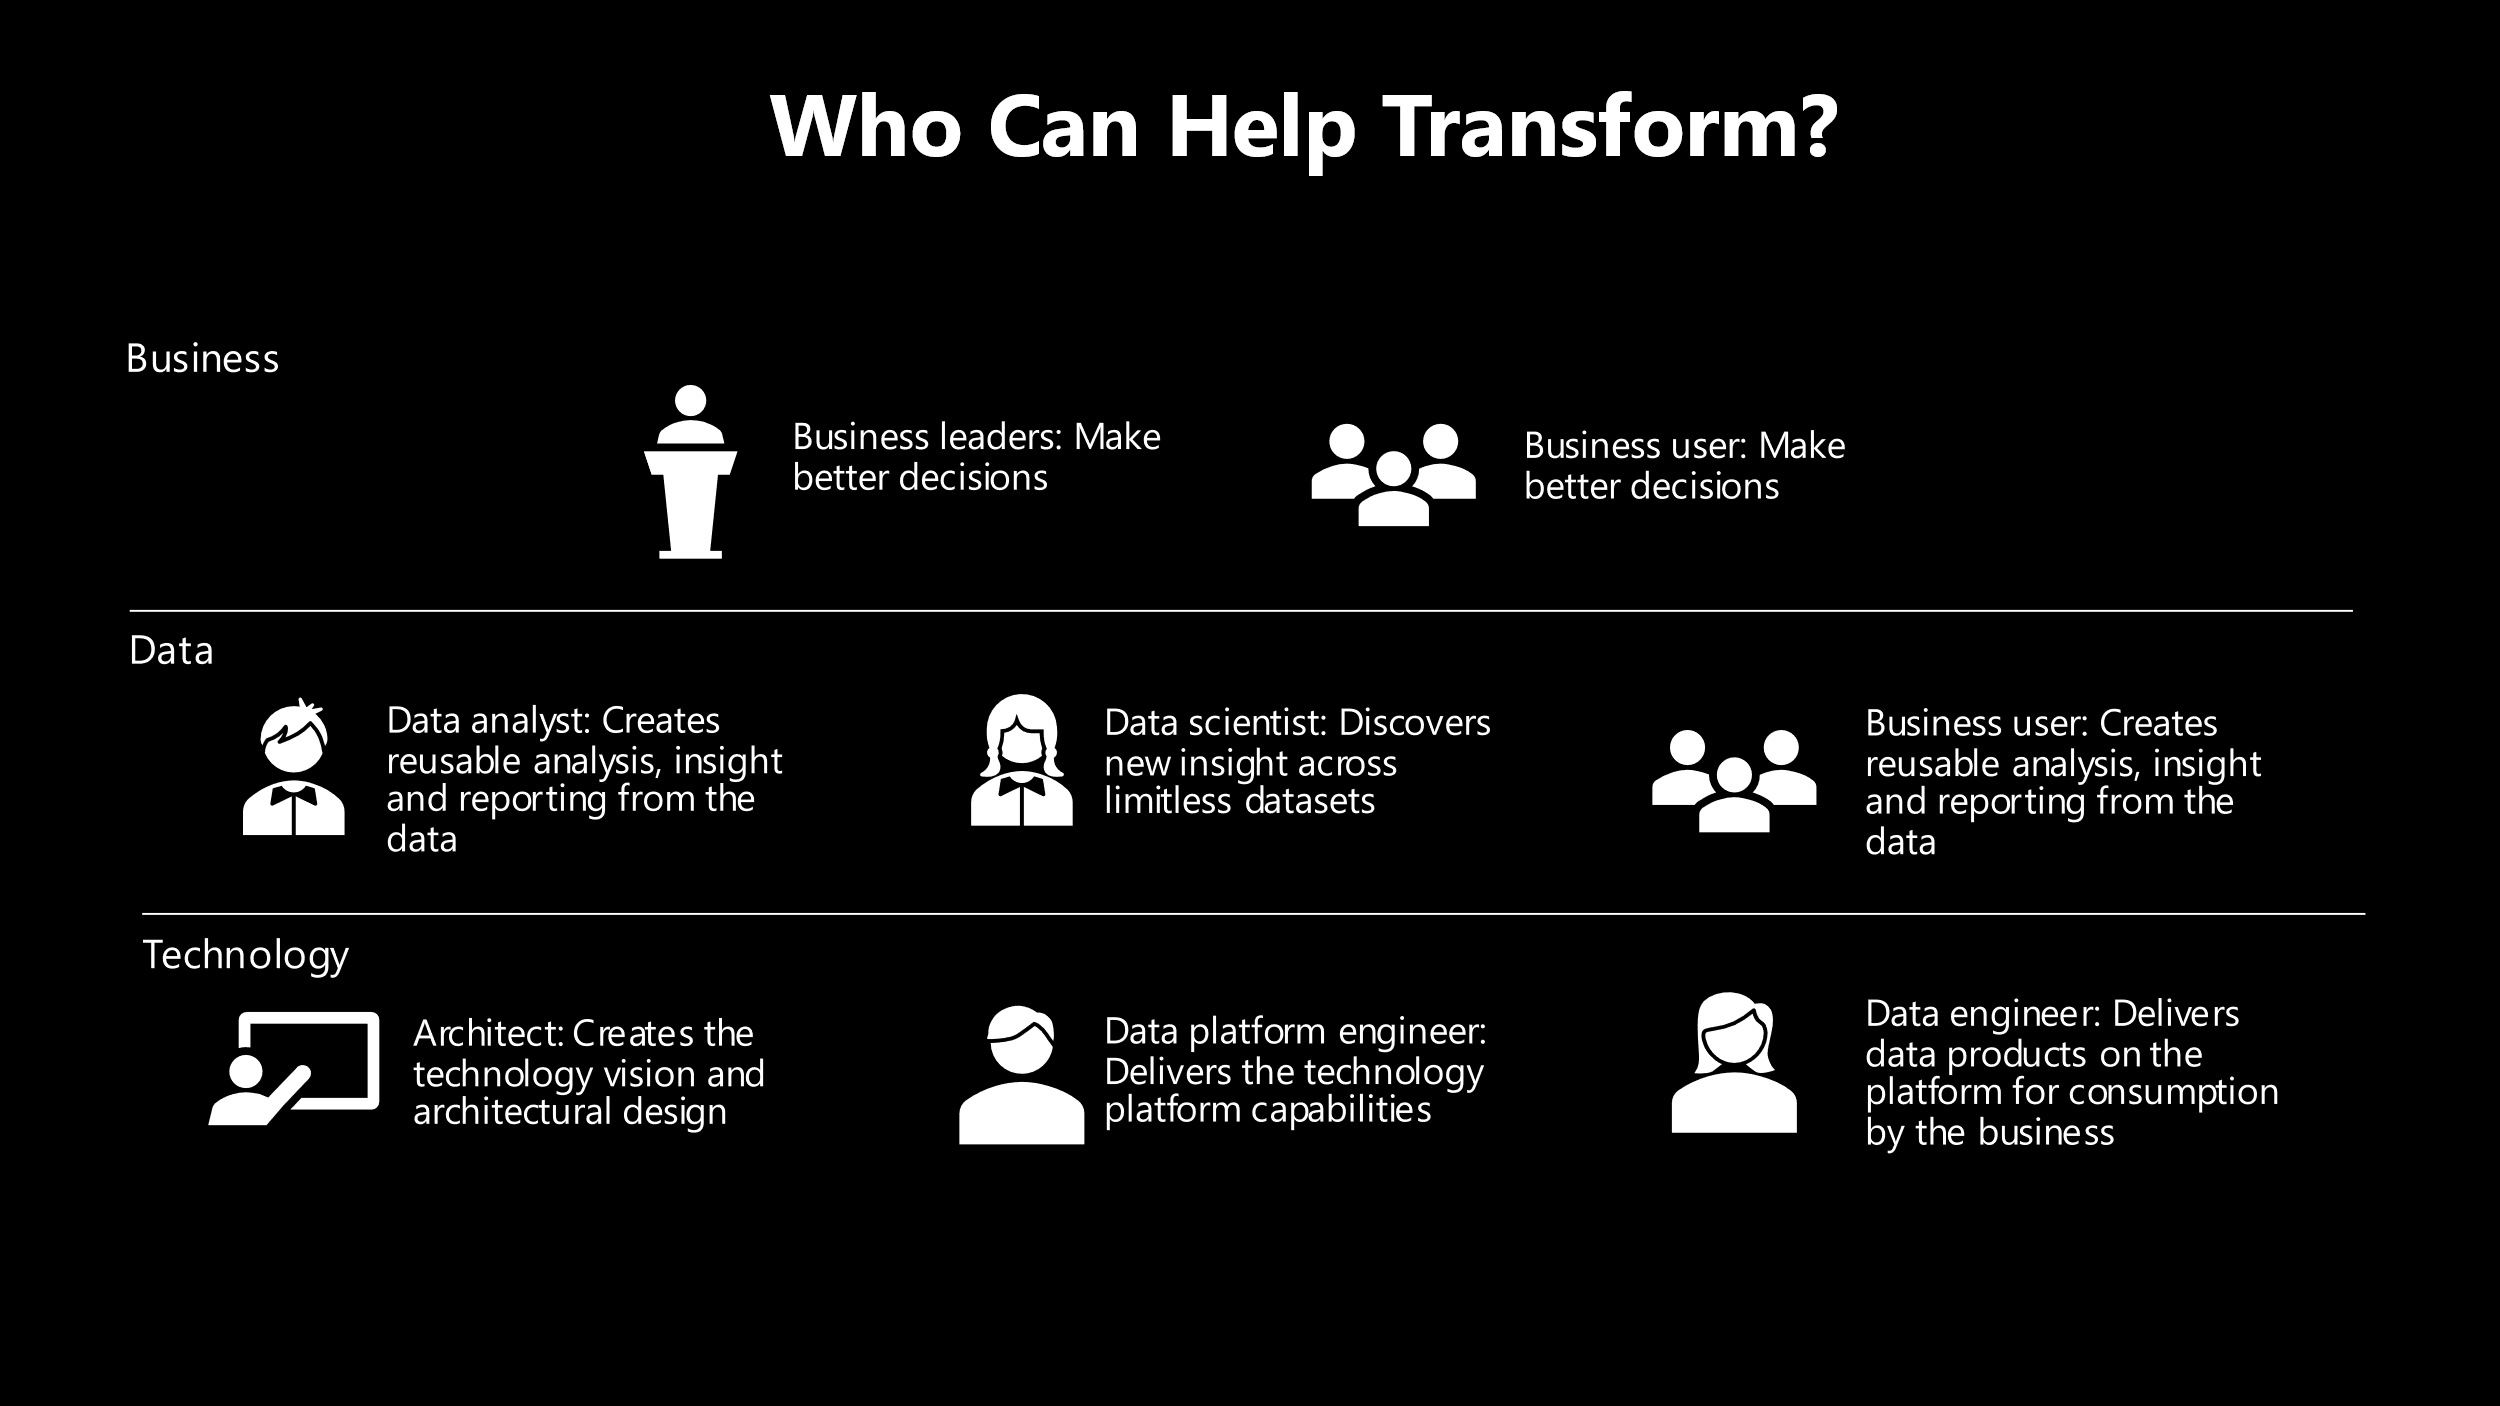 Who Can Help Transform?
Business
Business leaders: Make
better decisions
Business user: Make
better decisions
Data
Data analyst: Creates
reusable analysis, insight
and reporting from the
data
Data scientist: Discovers
new insight across
limitless datasets
Business user: Creates
reusable analysis, insight
and reporting from the
data
Technology
Architect: Creates the
technology vision and
architectural design
Data platform engineer:
Delivers the technology
platform capabilities
Data engineer: Delivers
data products on the
platform for consumption
by the business